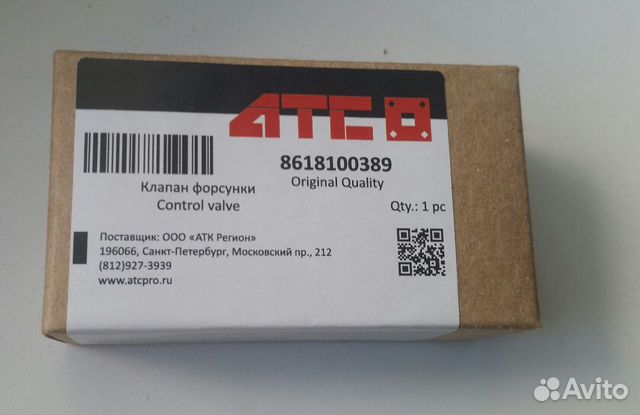 ATC
8618100389
Original Quality
Клапан форсунки
Control valve
Qty.: 1 pc
Поставщик: ООО «АТК Регион»
196066, Санкт-Петербург, Московский пр., 212
(812)927-3939
www.atcpro.ru
Avito